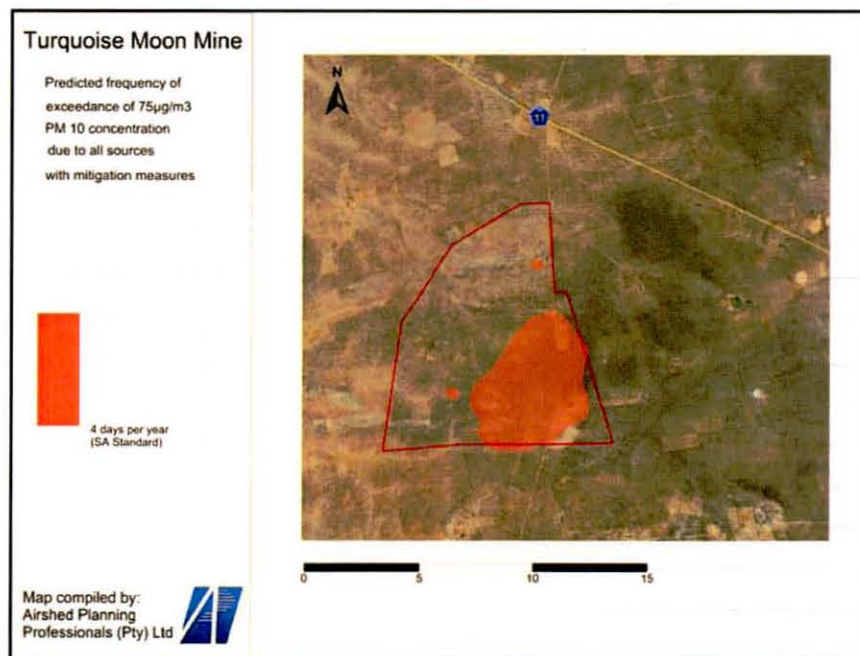 Turquoise Moon Mine
Predicted frequency of
exceedance of 75µg/m3
PM 10 concentration
due to all sources
with mitigation measures
4 days per year
(SA Standard)
Map compiled by:
Airshed Planning
Professionals (Pty) Ltd
N
11
0 5 10 15